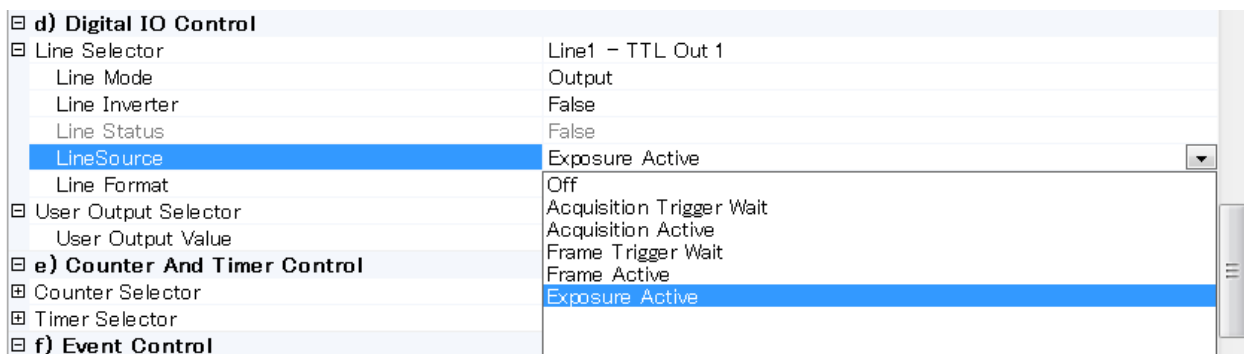 d) Digital IO Control
Line Selector Line1 - TTL Out 1
Line Mode Output
Line Inverter False
Line Status False
LineSource Exposure Active
Line Format Off
Acquisition Trigger Wait
User Output Selector
Acquisition Active
User Output Value
Frame Trigger Wait
e) Counter And Timer Control
Frame Active
Counter Selector Exposure Active
Timer Selector
f) Event Control